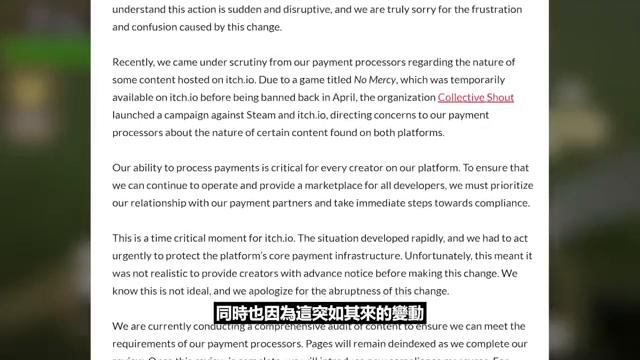 understand this action is sudden and disruptive, and we are truly sorry for the frustration
and confusion caused by this change.
Recently, we came under scrutiny from our payment processors regarding the nature of
some content hosted on itch.io. Due to a game titled No Mercy, which was temporarily
available on itch.io before being banned back in April, the organization Collective Shout
launched a campaign against Steam and itch.io, directing concerns to our payment
processors about the nature of certain content found on both platforms.
Our ability to process payments is critical for every creator on our platform. To ensure that
we can continue to operate and provide a marketplace for all developers, we must prioritize
our relationship with our payment partners and take immediate steps towards compliance.
This is a time critical moment for itch.io. The situation developed rapidly, and we had to act
urgently to protect the platform's core payment infrastructure. Unfortunately, this meant it
was not realistic to provide creators with advance notice before making this change. We
know this is not ideal, and we apologize for the abruptness of this change.
同時也因為這突如其來的變動
We are currently conducting a comprehensive audit of content to ensure we can meet the
requirements of our payment processors. Pages will remain deindexed as we complete our